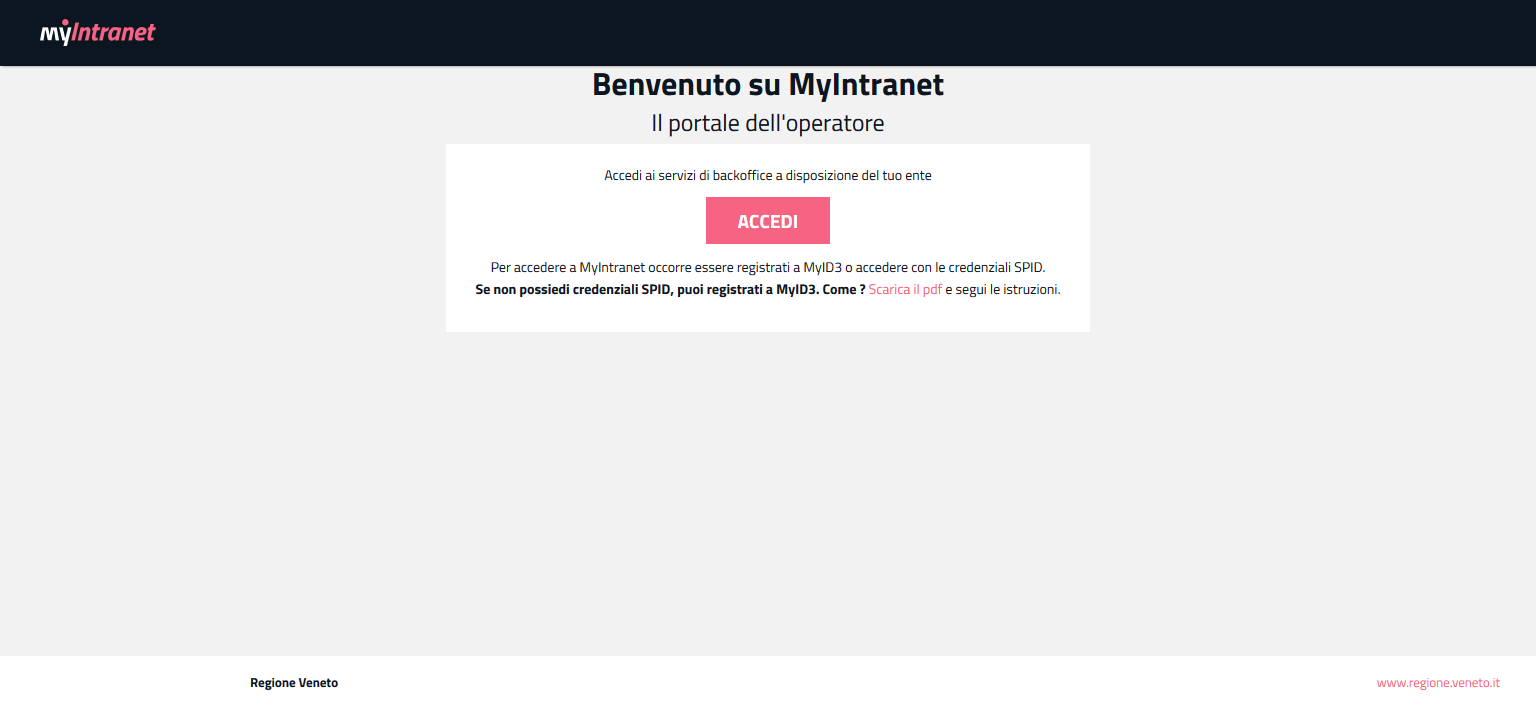 myIntranet
Benvenuto su MyIntranet
Il portale dell'operatore
Accedi ai servizi di backoffice a disposizione del tuo ente
ACCEDI
Per accedere a MyIntranet occorre essere registrati a MyID3 o accedere con le credenziali SPID.
Se non possiedi credenziali SPID, puoi registrati a MyID3. Come ? Scarica il pdf e segui le istruzioni.
Regione Veneto
www.regione.veneto.it